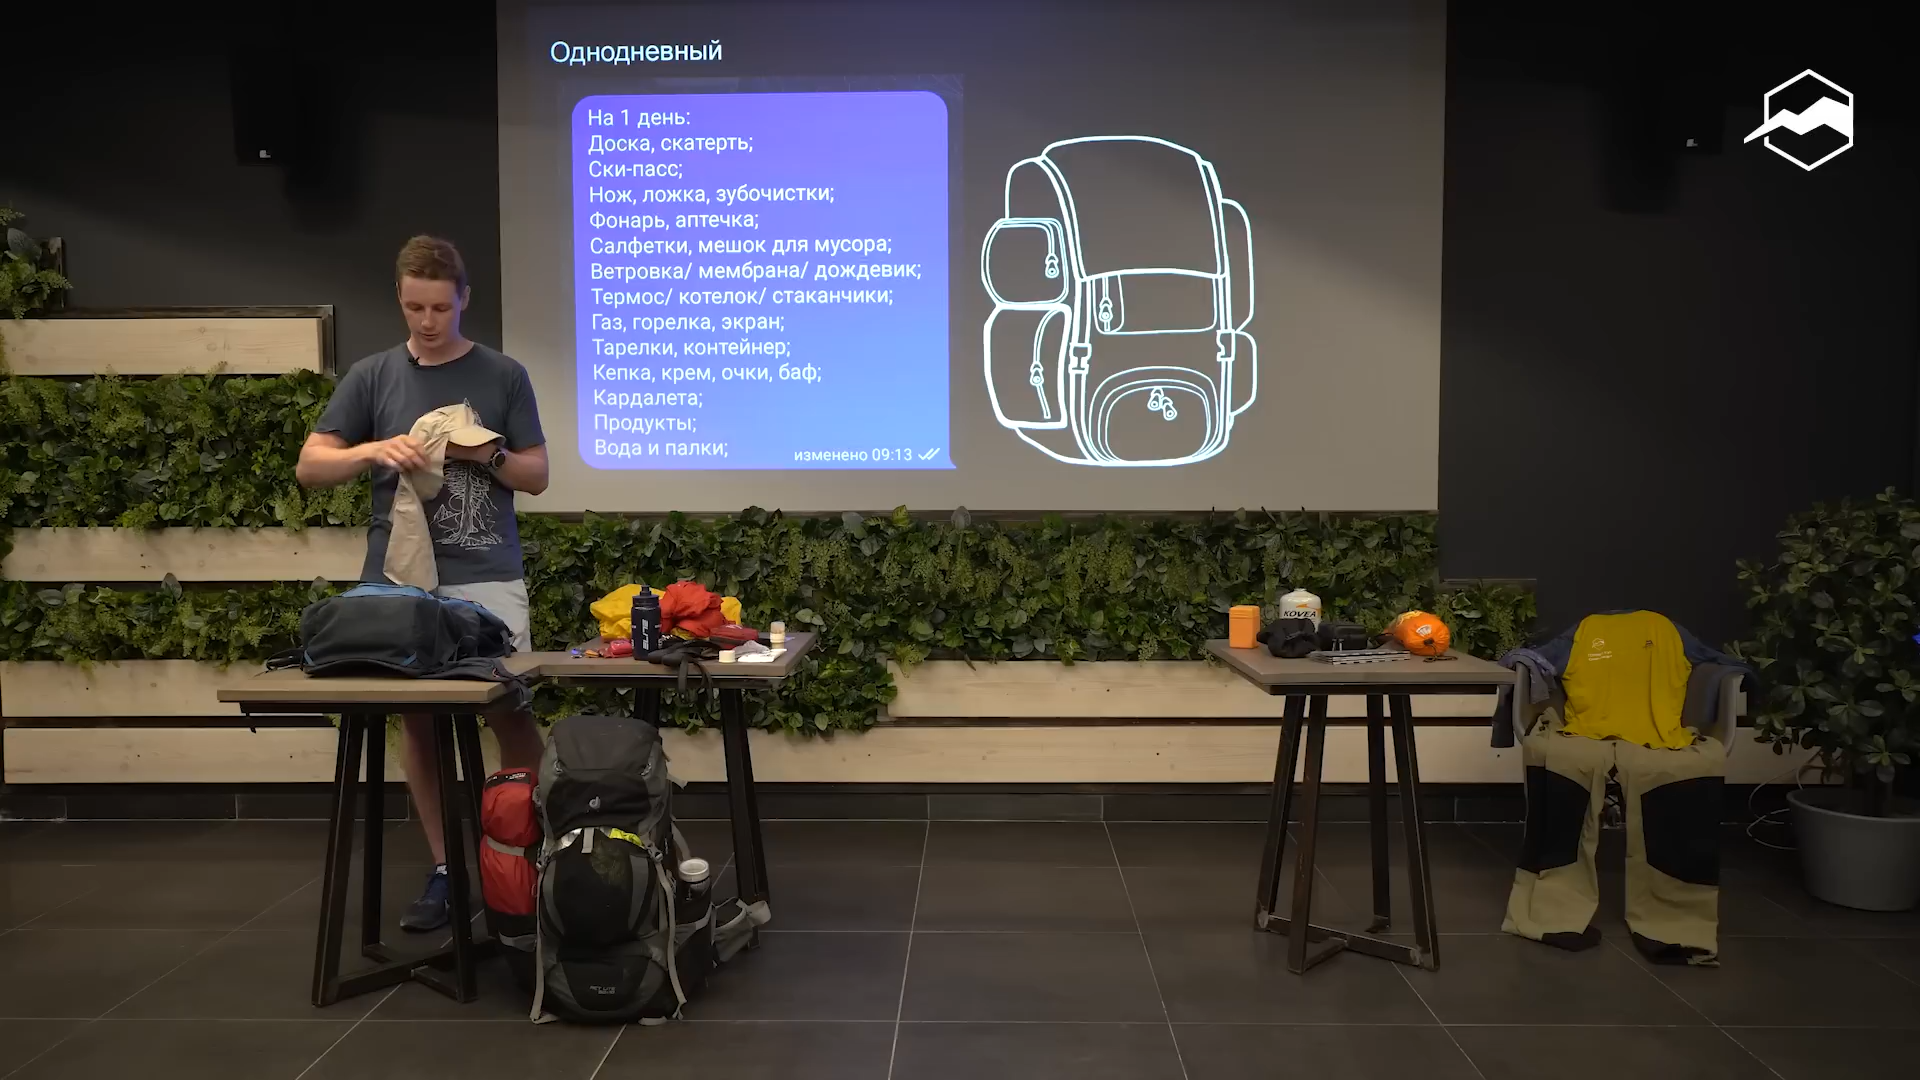 Однодневный
На 1 день:
Доска, скатерть;
Ски-пасс;
Нож, ложка, зубочистки;
Фонарь, аптечка;
Салфетки, мешок для мусора;
Ветровка/ мембрана/ дождевик;
Термос/ котелок/ стаканчики;
Газ, горелка, экран;
Тарелки, контейнер;
Кепка, крем, очки, баф;
Кардалета;
Продукты;
Вода и палки;
изменено 09:13
KOVEA
ELITE